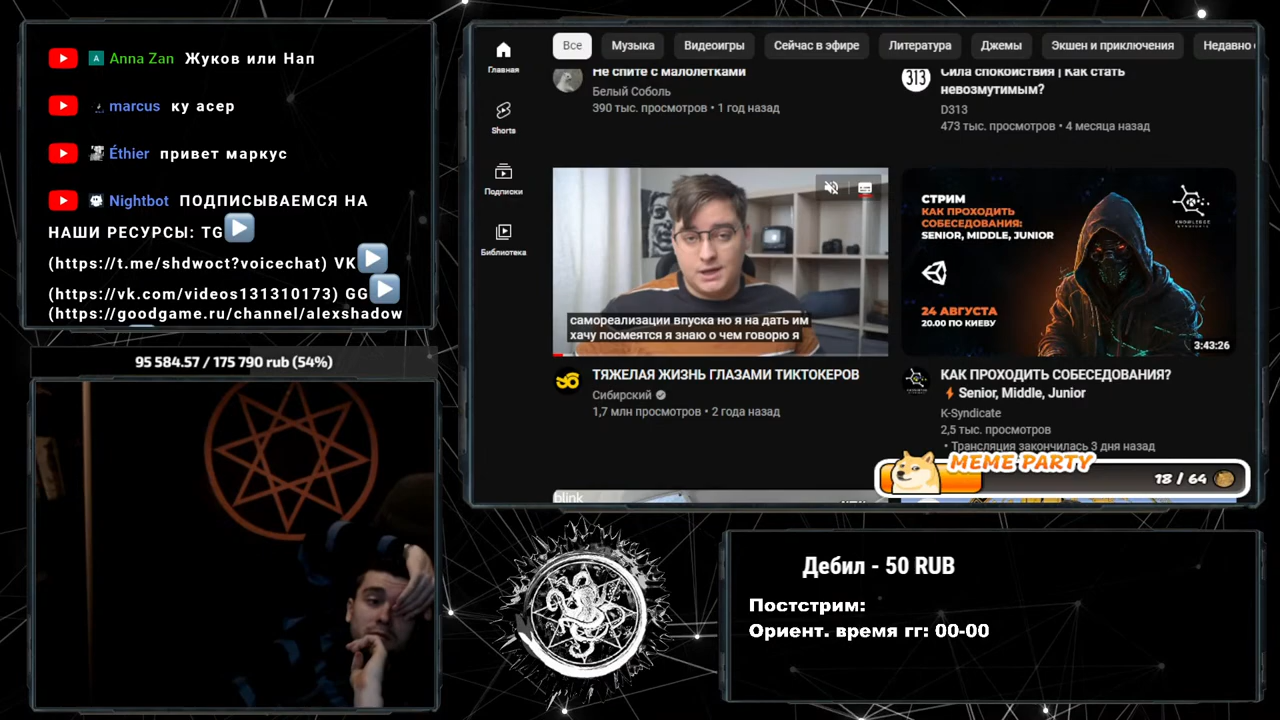 Anna Zan Жуков или Нап
marcus ку асер
Éthier привет маркус
Nightbot ПОДПИСЫВАЕМСЯ НА
НАШИ РЕСУРСЫ: TG
(https://t.me/shdwoct?voicechat) VK
(https://vk.com/videos131310173) GG
(https://goodgame.ru/channel/alexshadow
95 584.57 / 175 790 rub (54%)
Главная
Shorts
Подписки
Библиотека
Все
Музыка
Видеоигры
Сейчас в эфире
Литература
Джемы
Экшен и приключения
Недавно
Не спите с малолетками
Белый Соболь
390 тыс. просмотров • 1 год назад
313
Сила спокойствия | Как стать
невозмутимым?
D313
473 тыс. просмотров • 4 месяца назад
самореализации впуска но я на дать им
хачу посмеятся я знаю о чем говорю я
ТЯЖЕЛАЯ ЖИЗНЬ ГЛАЗАМИ ТИКТОКЕРОВ
Сибирский
1,7 млн просмотров • 2 года назад
СТРИМ
КАК ПРОХОДИТЬ
СОБЕСЕДОВАНИЯ:
SENIOR, MIDDLE, JUNIOR
24 АВГУСТА
20.00 ПО КИЕВУ
3:43:26
КАК ПРОХОДИТЬ СОБЕСЕДОВАНИЯ?
Senior, Middle, Junior
K-Syndicate
2,5 тыс. просмотров
• Трансляция закончилась 3 дня назад
MEME PARTY
18 / 64
blink
Дебил - 50 RUB
Постстрим:
Ориент. время гг: 00-00